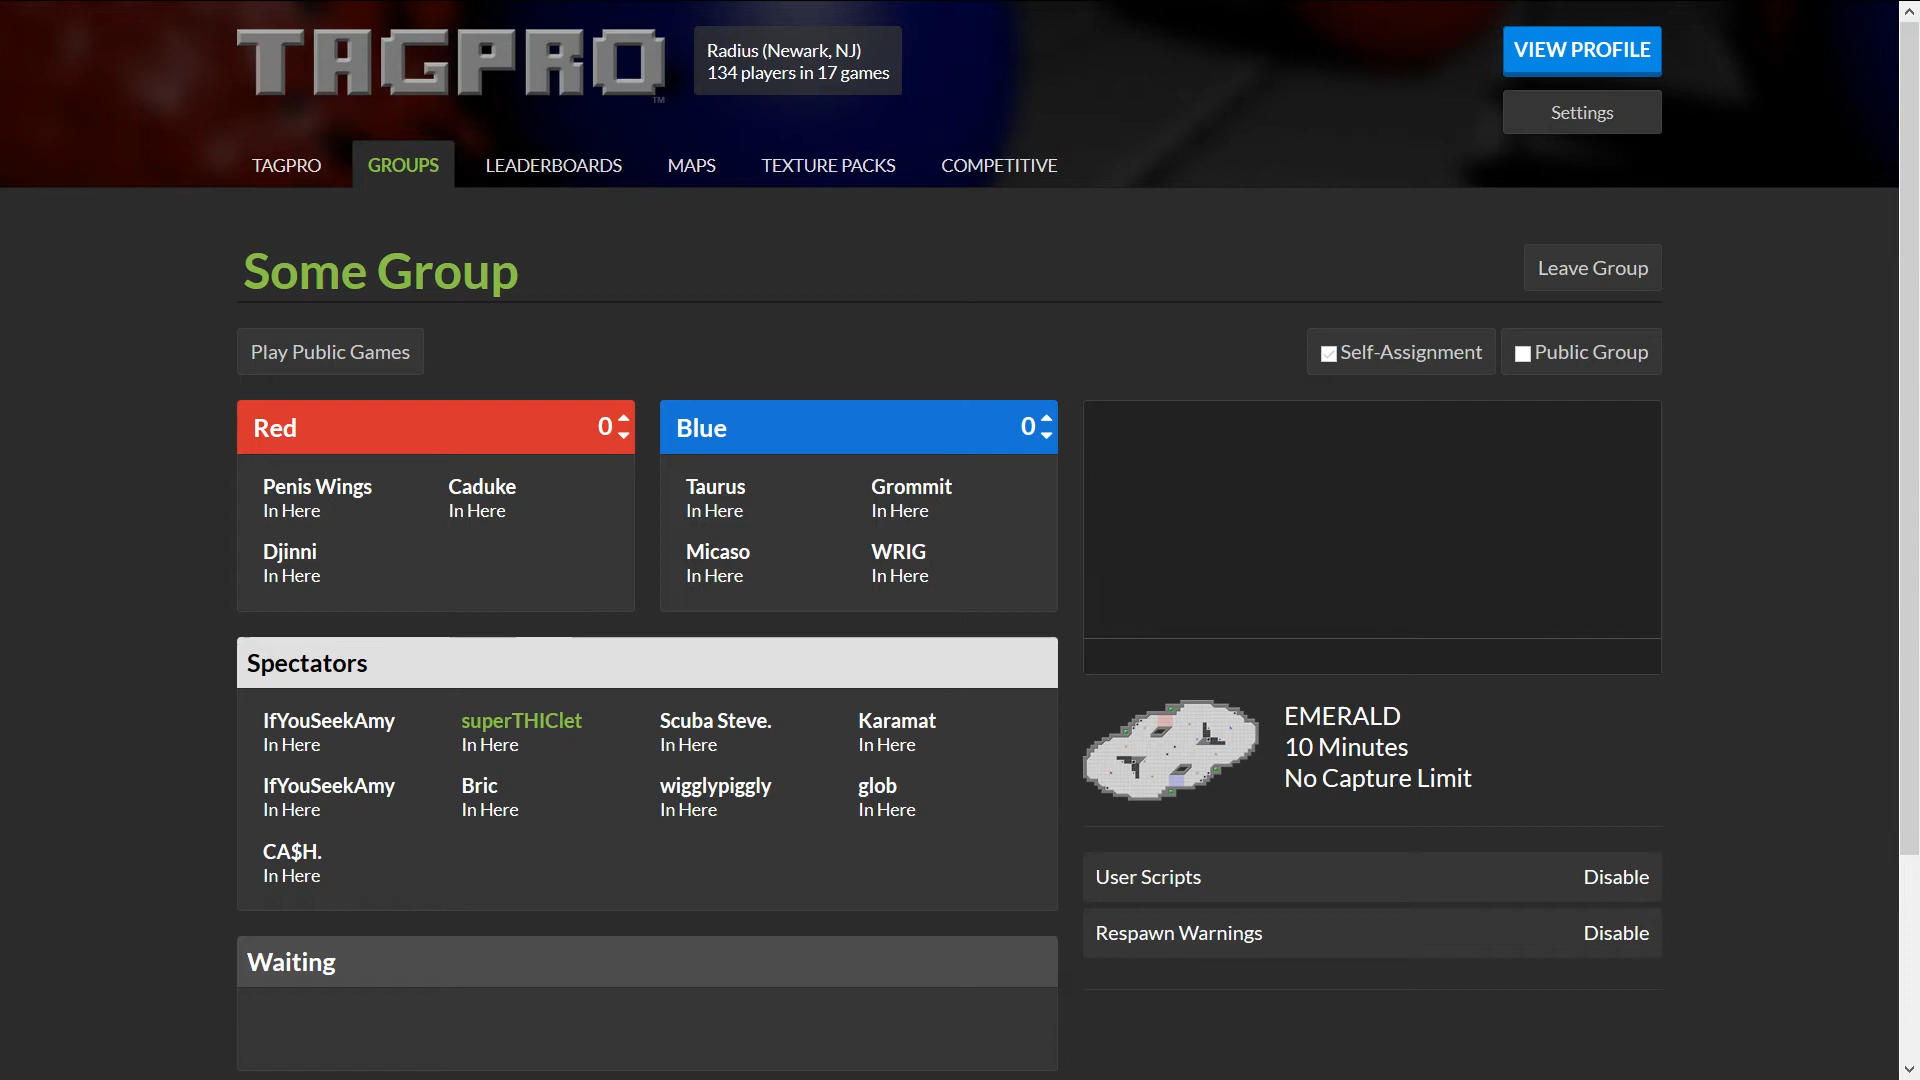 TAGPRO
TM
Radius (Newark, NJ)
134 players in 17 games
VIEW PROFILE
Settings
TAGPRO
GROUPS
LEADERBOARDS
MAPS
TEXTURE PACKS
COMPETITIVE
Some Group
Leave Group
Play Public Games
Self-Assignment
Public Group
Red
0
Blue
0
Penis Wings
In Here
Caduke
In Here
Djinni
In Here
Taurus
In Here
Grommit
In Here
Micaso
In Here
WRIG
In Here
Spectators
IfYouSeekAmy
In Here
superTHIClet
In Here
Scuba Steve.
In Here
Karamat
In Here
IfYouSeekAmy
In Here
Bric
In Here
wigglypiggly
In Here
glob
In Here
CA$H.
In Here
Waiting
EMERALD
10 Minutes
No Capture Limit
User Scripts
Disable
Respawn Warnings
Disable